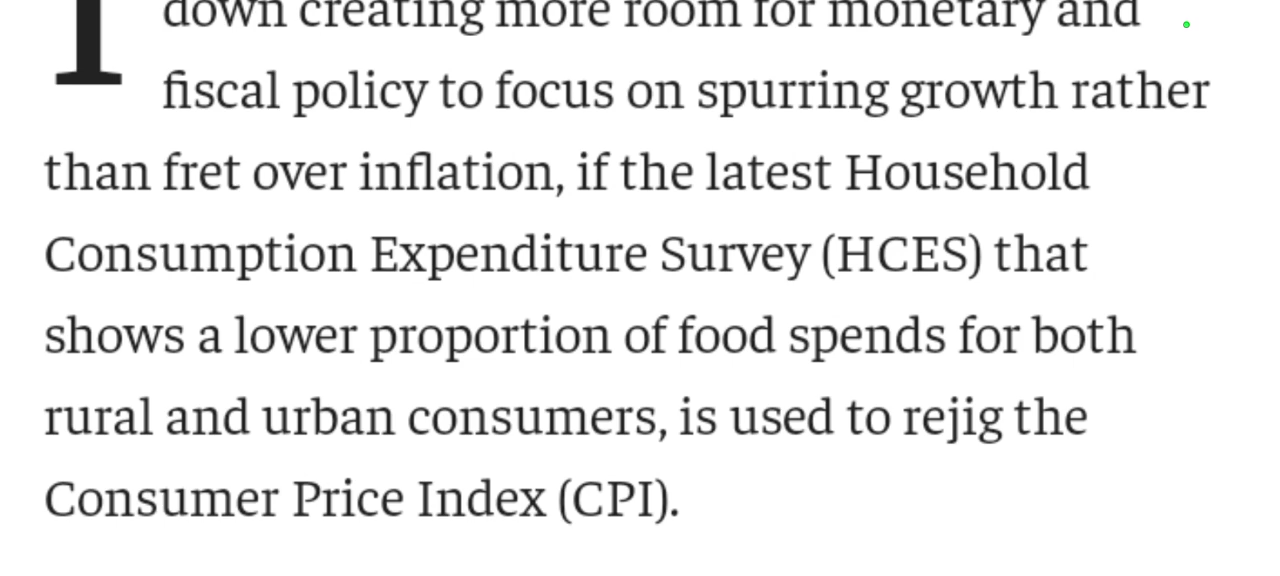 down creating more room for monetary and
fiscal policy to focus on spurring growth rather
than fret over inflation, if the latest Household
Consumption Expenditure Survey (HCES) that
shows a lower proportion of food spends for both
rural and urban consumers, is used to rejig the
Consumer Price Index (CPI).